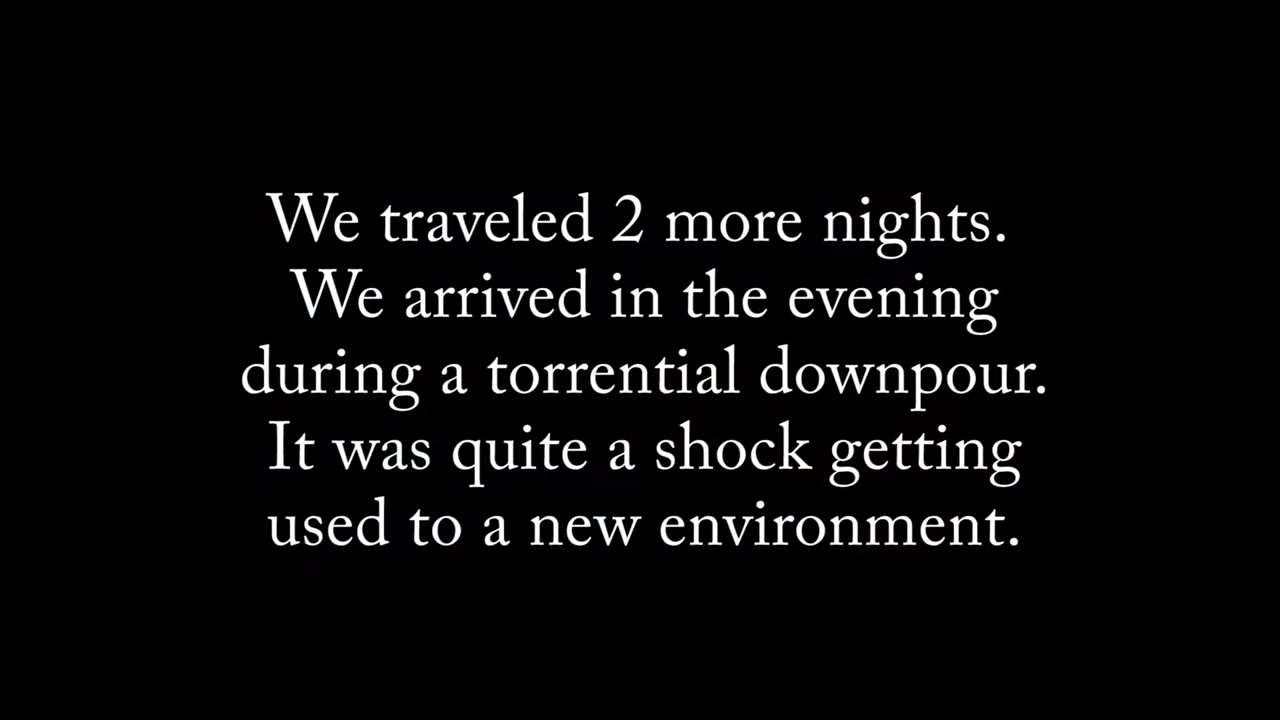 We traveled 2 more nights.
We arrived in the evening
during a torrential downpour.
It was quite a shock getting
used to a new environment.